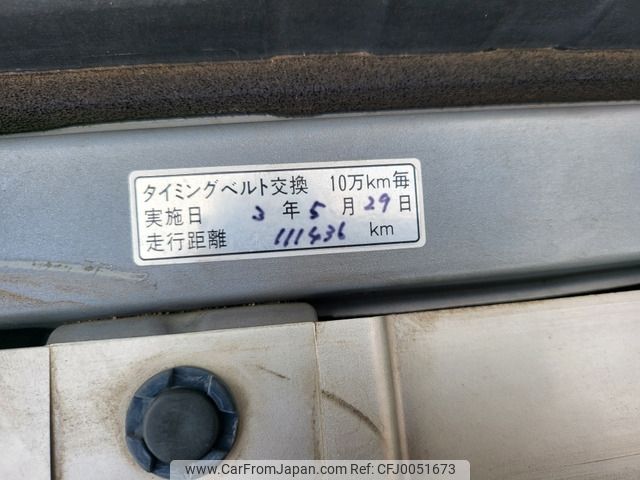 タイミングベルト交換 10万km毎
実施日 3 年 5 月 29 日
走行距離 111436 km
www.CarFromJapan.com - CFJ0051673